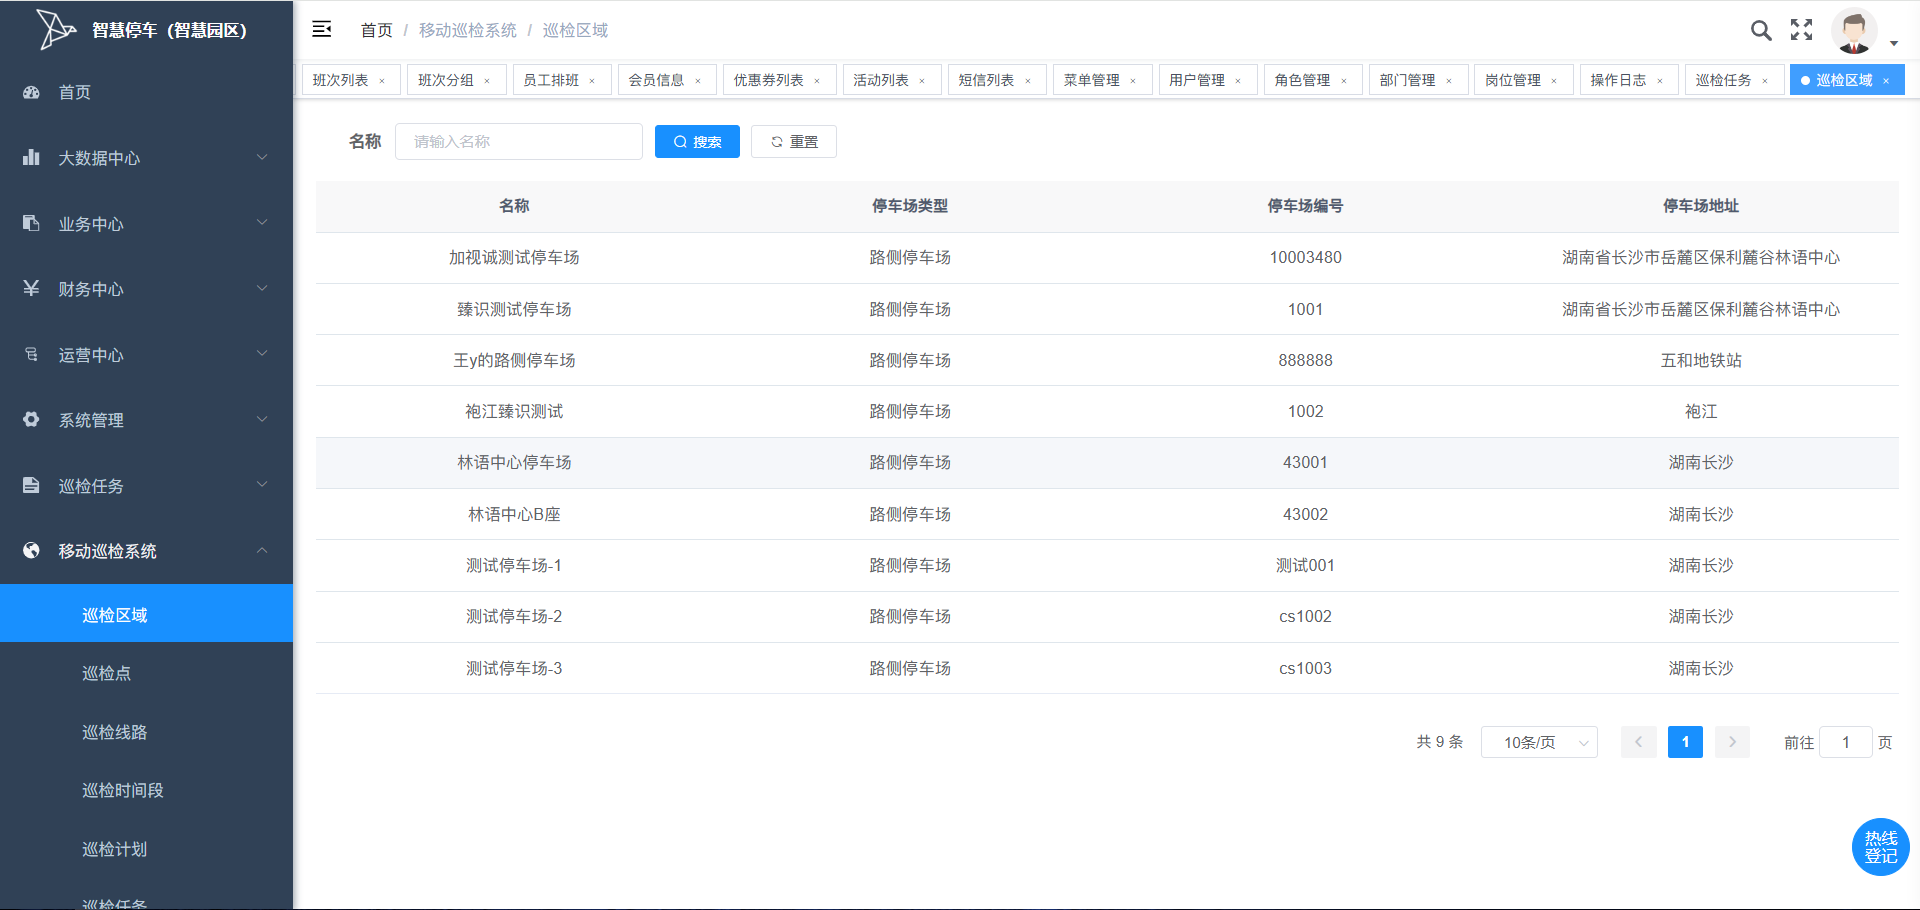 智慧停车（智慧园区）
首页 / 移动巡检系统 / 巡检区域
首页
大数据中心
业务中心
财务中心
运营中心
系统管理
巡检任务
移动巡检系统
巡检区域
巡检点
巡检线路
巡检时间段
巡检计划
巡检任务
班次列表 × 班次分组 × 员工排班 × 会员信息 × 优惠券列表 × 活动列表 × 短信列表 × 菜单管理 × 用户管理 × 角色管理 × 部门管理 × 岗位管理 × 操作日志 × 巡检任务 × 巡检区域 ×
名称 请输入名称 搜索 重置
名称 停车场类型 停车场编号 停车场地址
加视诚测试停车场 路侧停车场 10003480 湖南省长沙市岳麓区保利麓谷林语中心
臻识测试停车场 路侧停车场 1001 湖南省长沙市岳麓区保利麓谷林语中心
王y的路侧停车场 路侧停车场 888888 五和地铁站
袍江臻识测试 路侧停车场 1002 袍江
林语中心停车场 路侧停车场 43001 湖南长沙
林语中心B座 路侧停车场 43002 湖南长沙
测试停车场-1 路侧停车场 测试001 湖南长沙
测试停车场-2 路侧停车场 cs1002 湖南长沙
测试停车场-3 路侧停车场 cs1003 湖南长沙
共 9 条 10条/页 1 前往 1 页
热线
登记